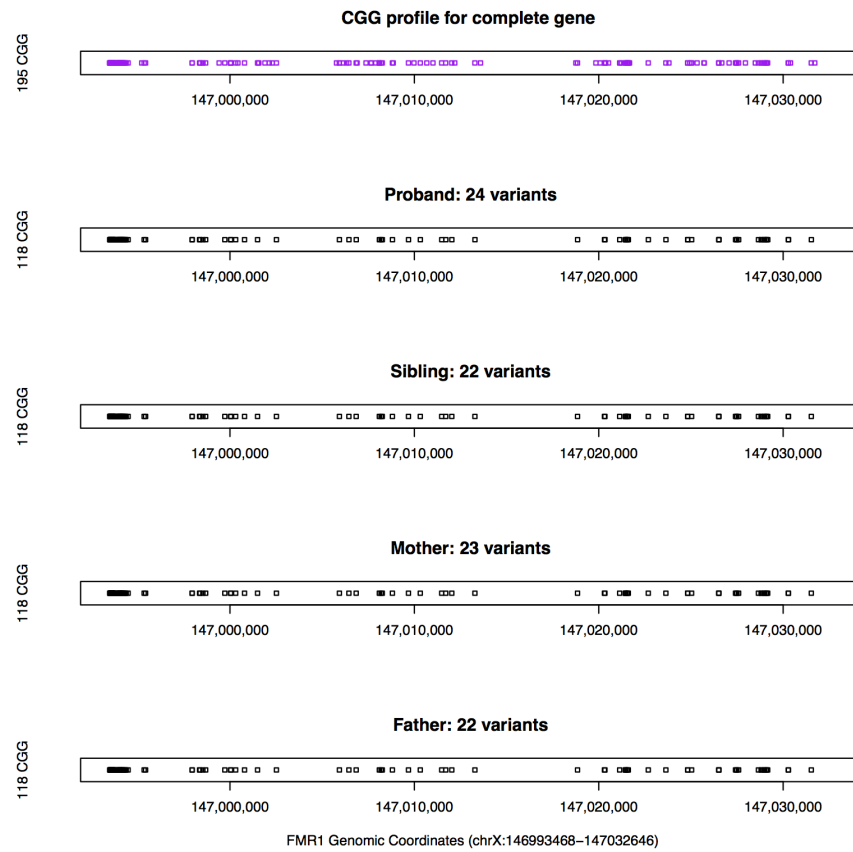 CGG profile for complete gene
195 CGG
147,000,000 147,010,000 147,020,000 147,030,000
Proband: 24 variants
118 CGG
147,000,000 147,010,000 147,020,000 147,030,000
Sibling: 22 variants
118 CGG
147,000,000 147,010,000 147,020,000 147,030,000
Mother: 23 variants
118 CGG
147,000,000 147,010,000 147,020,000 147,030,000
Father: 22 variants
118 CGG
147,000,000 147,010,000 147,020,000 147,030,000
FMR1 Genomic Coordinates (chrX:146993468−147032646)